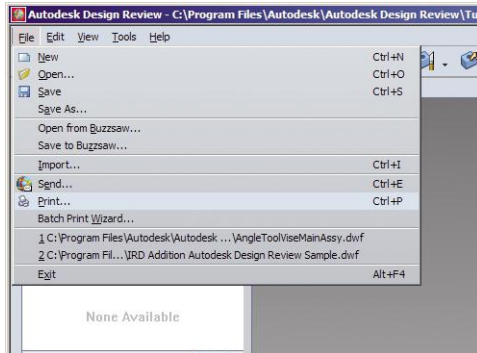 Autodesk Design Review - C:\Program Files\Autodesk\Autodesk Design Review\Tu
File Edit View Tools Help
New Ctrl+N
Open... Ctrl+O
Save Ctrl+S
Save As...
Open from Buzzsaw...
Save to Buzzsaw...
Import... Ctrl+I
Send... Ctrl+E
Print... Ctrl+P
Batch Print Wizard...
1 C:\Program Files\Autodesk\Autodesk ...\AngleToolViseMainAssy.dwf
2 C:\Program Fil...\IRD Addition Autodesk Design Review Sample.dwf
Exit Alt+F4
None Available